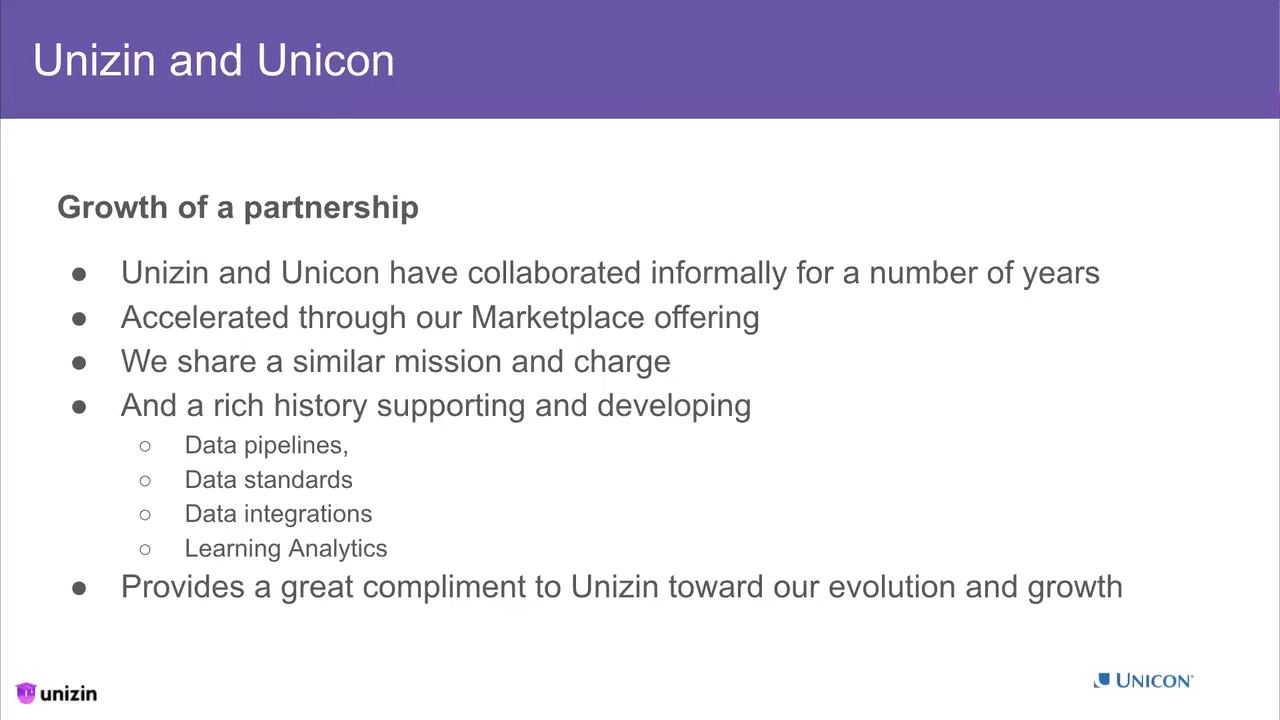 Unizin and Unicon
Growth of a partnership
● Unizin and Unicon have collaborated informally for a number of years
● Accelerated through our Marketplace offering
● We share a similar mission and charge
● And a rich history supporting and developing
○ Data pipelines,
○ Data standards
○ Data integrations
○ Learning Analytics
● Provides a great compliment to Unizin toward our evolution and growth
unizin
UNICON